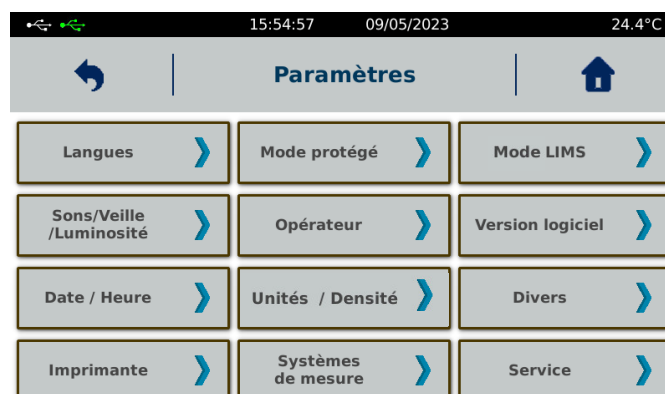 15:54:57 09/05/2023 24.4°C
Paramètres
Langues
Mode protégé
Mode LIMS
Sons/Veille
/Luminosité
Opérateur
Version logiciel
Date / Heure
Unités / Densité
Divers
Imprimante
Systèmes
de mesure
Service